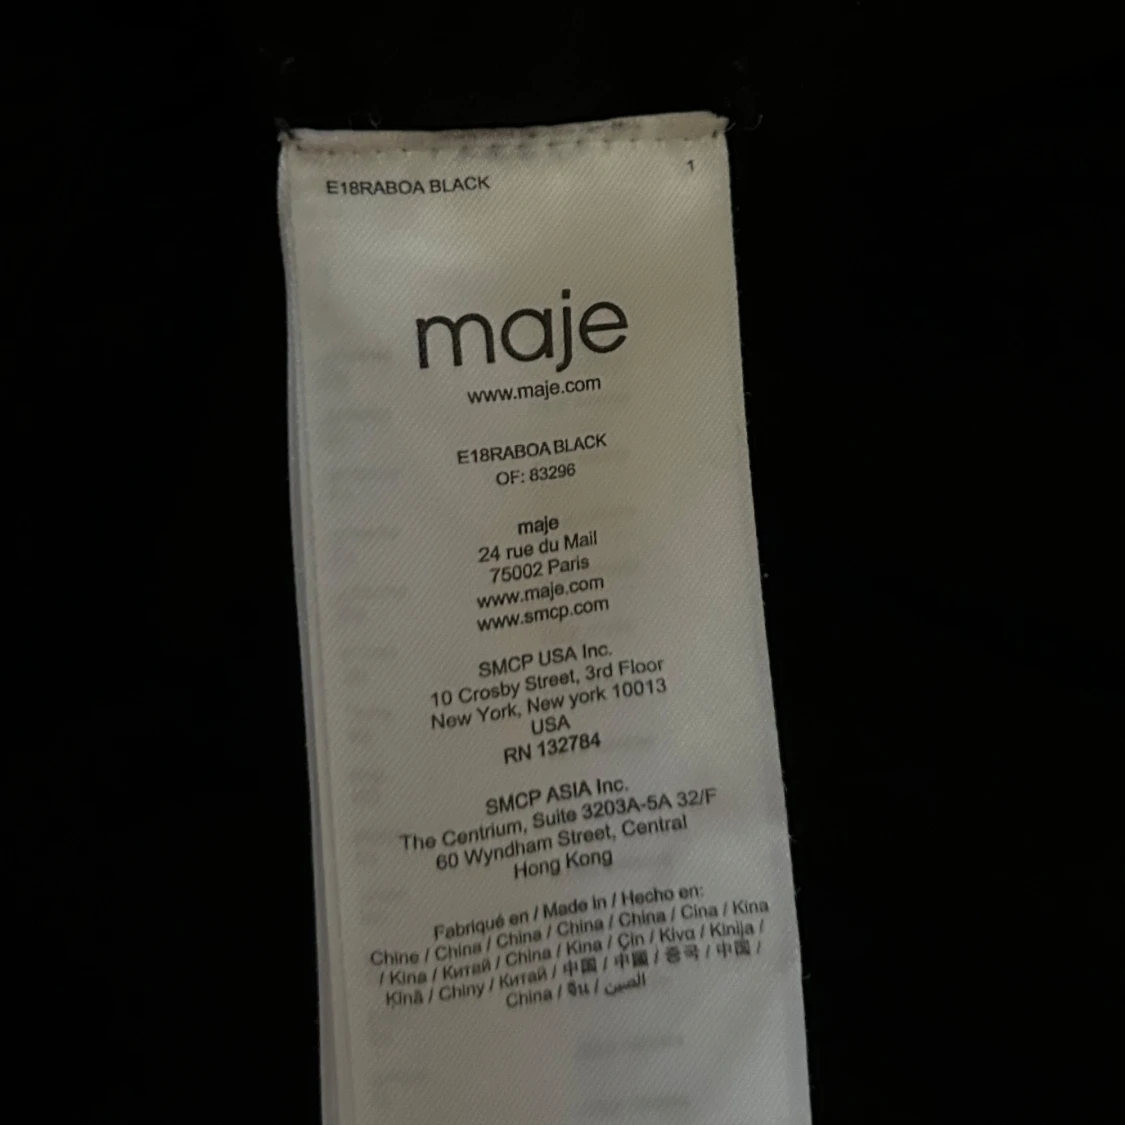 E18RABOA BLACK 1
maje
www.maje.com
E18RABOA BLACK
OF: 83296
maje
24 rue du Mail
75002 Paris
www.maje.com
www.smcp.com
SMCP USA Inc.
10 Crosby Street, 3rd Floor
New York, New york 10013
USA
RN 132784
SMCP ASIA Inc.
The Centrium, Suite 3203A-5A 32/F
60 Wyndham Street, Central
Hong Kong
Fabriqué en / Made in / Hecho en:
Chine / China / China / China / China / Cina / Kina
/ Kina / Китай / China / Kina / Çin / Kiva / Kinija /
Ķīnā / Chiny / Китай / 中国 / 中國 / 중국 / 中国 /
China / चीन / الصين